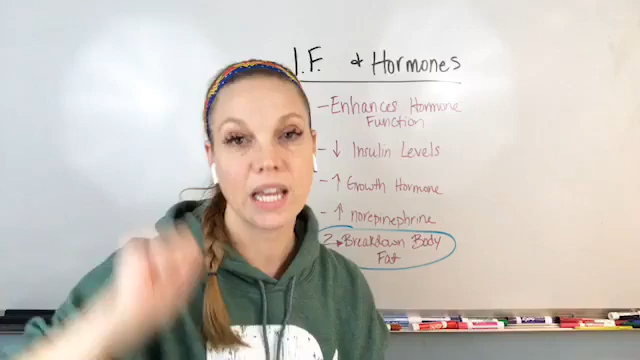 I.F. & Hormones
- Enhances Hormone
Function
- ↓ Insulin Levels
- ↑ Growth Hormone
- ↑ norepinephrine
Breakdown Body
Fat